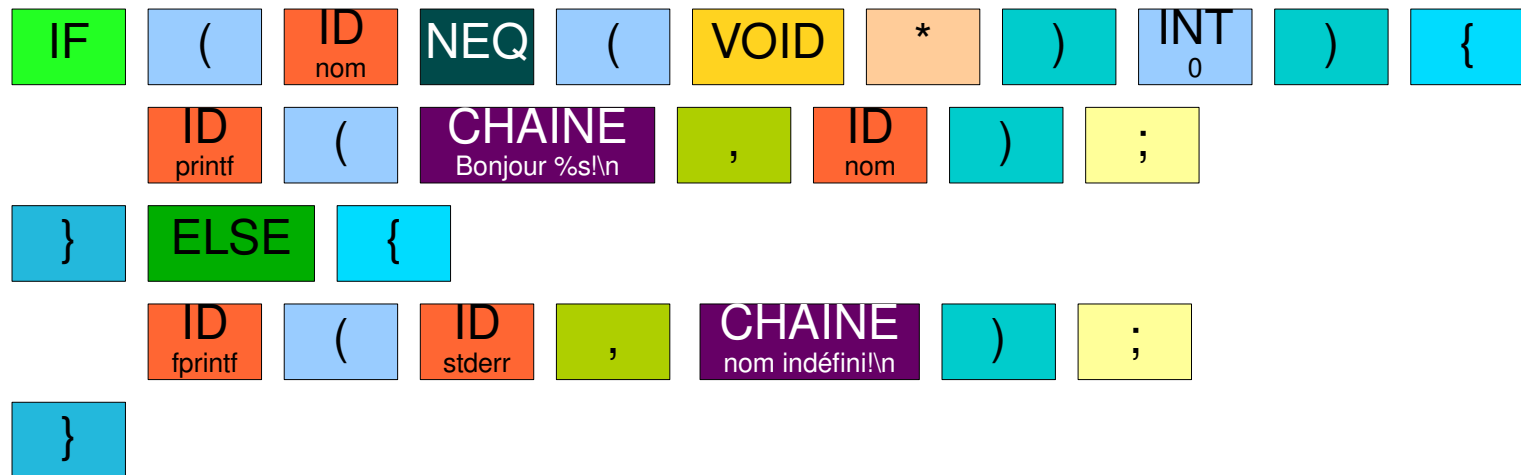 IF ( ID nom NEQ ( VOID * ) INT 0 ) {
ID printf ( CHAINE Bonjour %s!\n , ID nom ) ;
} ELSE {
ID fprintf ( ID stderr , CHAINE nom indéfini!\n ) ;
}